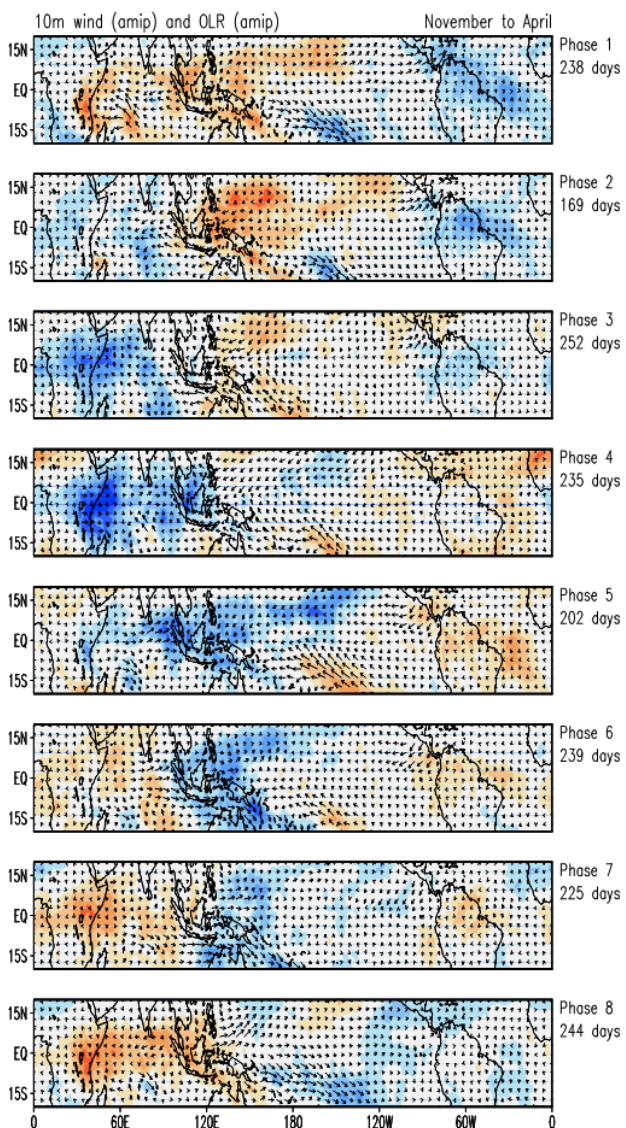 10m wind (amip) and OLR (amip) November to April
15N
EQ
15S
Phase 1
238 days
15N
EQ
15S
Phase 2
169 days
15N
EQ
15S
Phase 3
252 days
15N
EQ
15S
Phase 4
235 days
15N
EQ
15S
Phase 5
202 days
15N
EQ
15S
Phase 6
239 days
15N
EQ
15S
Phase 7
225 days
15N
EQ
15S
Phase 8
244 days
0 60E 120E 180 120W 60W 0